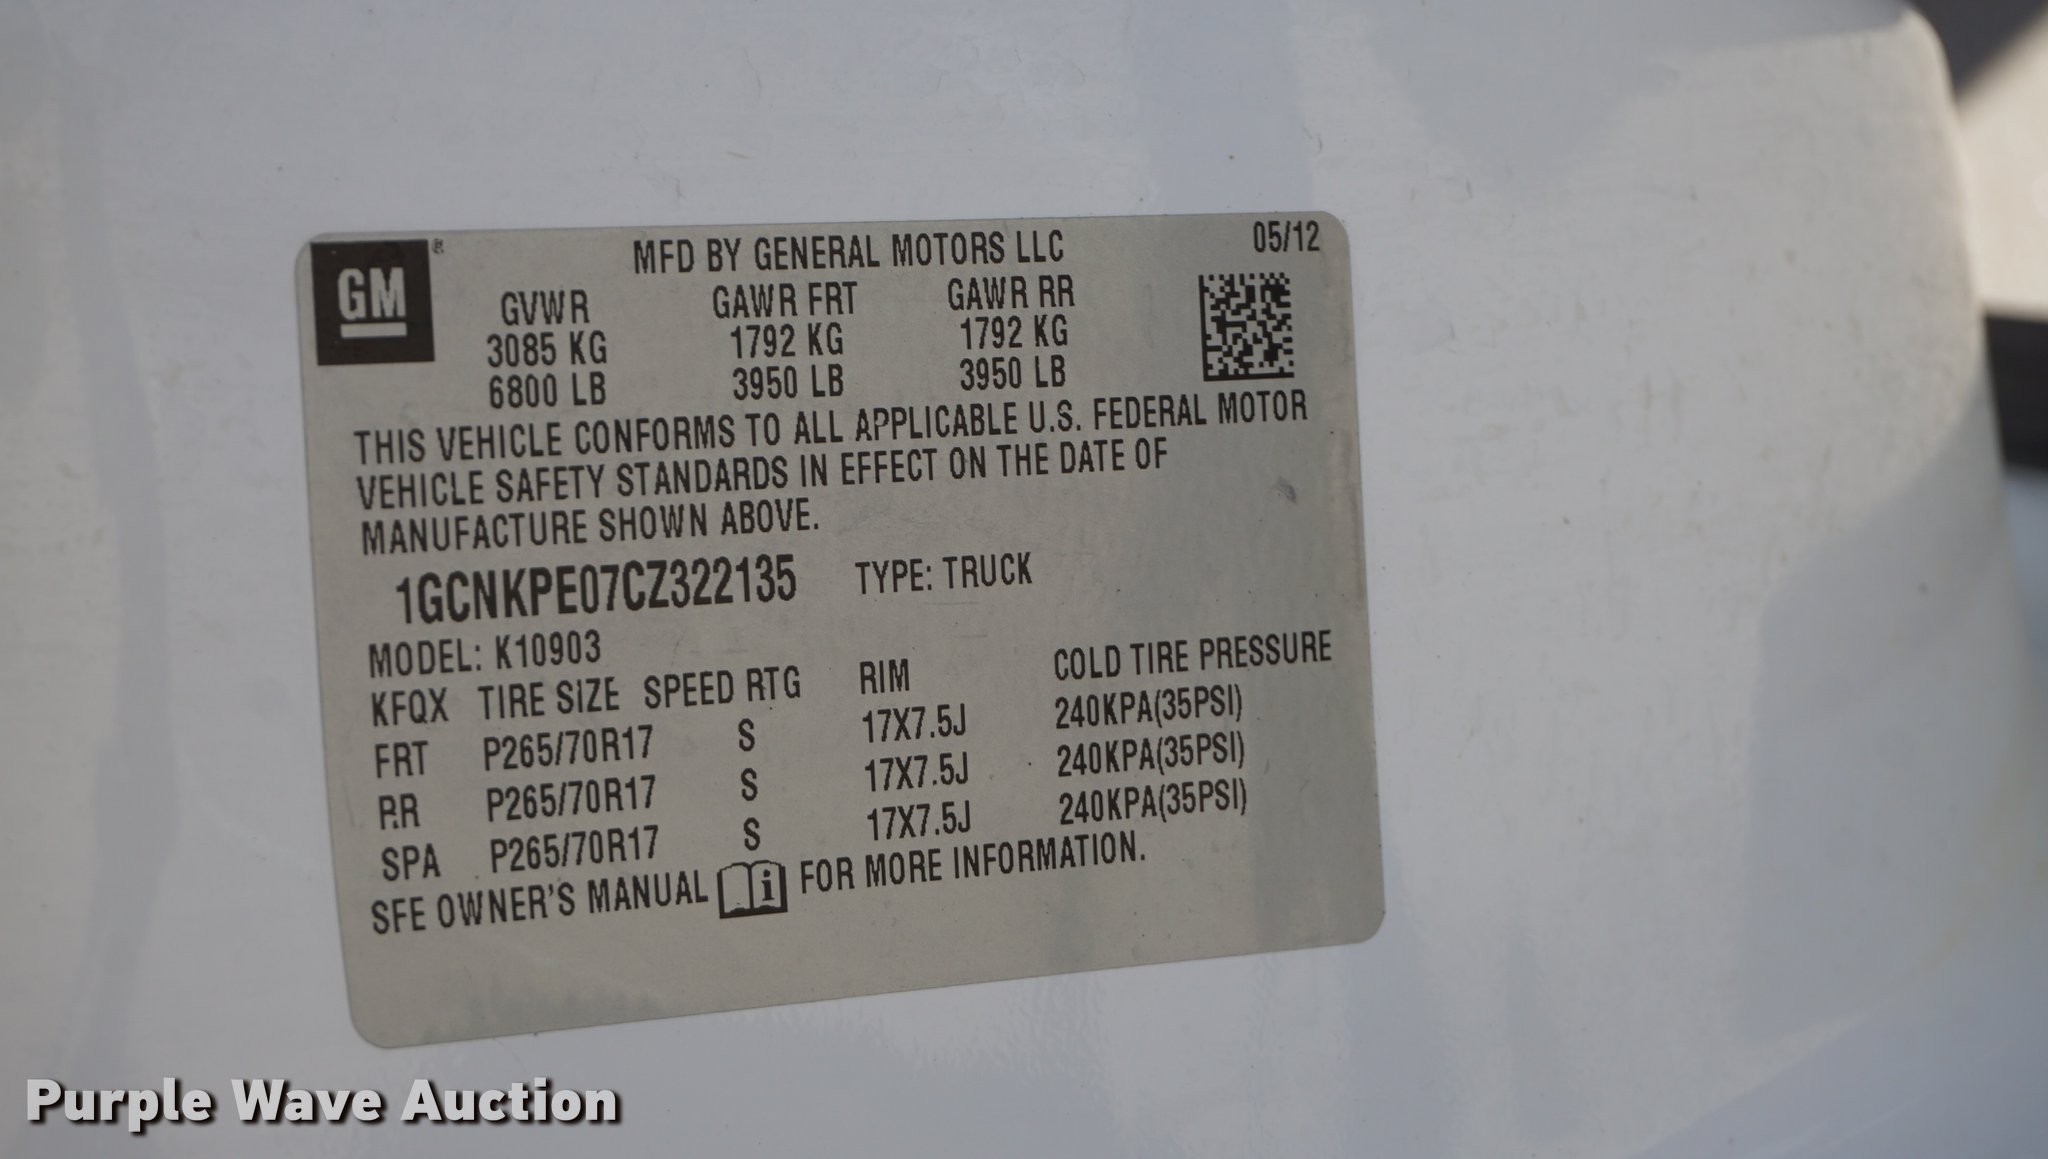 GM®
MFD BY GENERAL MOTORS LLC 05/12
GVWR GAWR FRT GAWR RR
3085 KG 1792 KG 1792 KG
6800 LB 3950 LB 3950 LB
THIS VEHICLE CONFORMS TO ALL APPLICABLE U.S. FEDERAL MOTOR
VEHICLE SAFETY STANDARDS IN EFFECT ON THE DATE OF
MANUFACTURE SHOWN ABOVE.
1GCNKPE07CZ322135 TYPE: TRUCK
MODEL: K10903
KFQX TIRE SIZE SPEED RTG RIM COLD TIRE PRESSURE
FRT P265/70R17 S 17X7.5J 240KPA(35PSI)
RR P265/70R17 S 17X7.5J 240KPA(35PSI)
SPA P265/70R17 S 17X7.5J 240KPA(35PSI)
SFE OWNER'S MANUAL i FOR MORE INFORMATION.
Purple Wave Auction